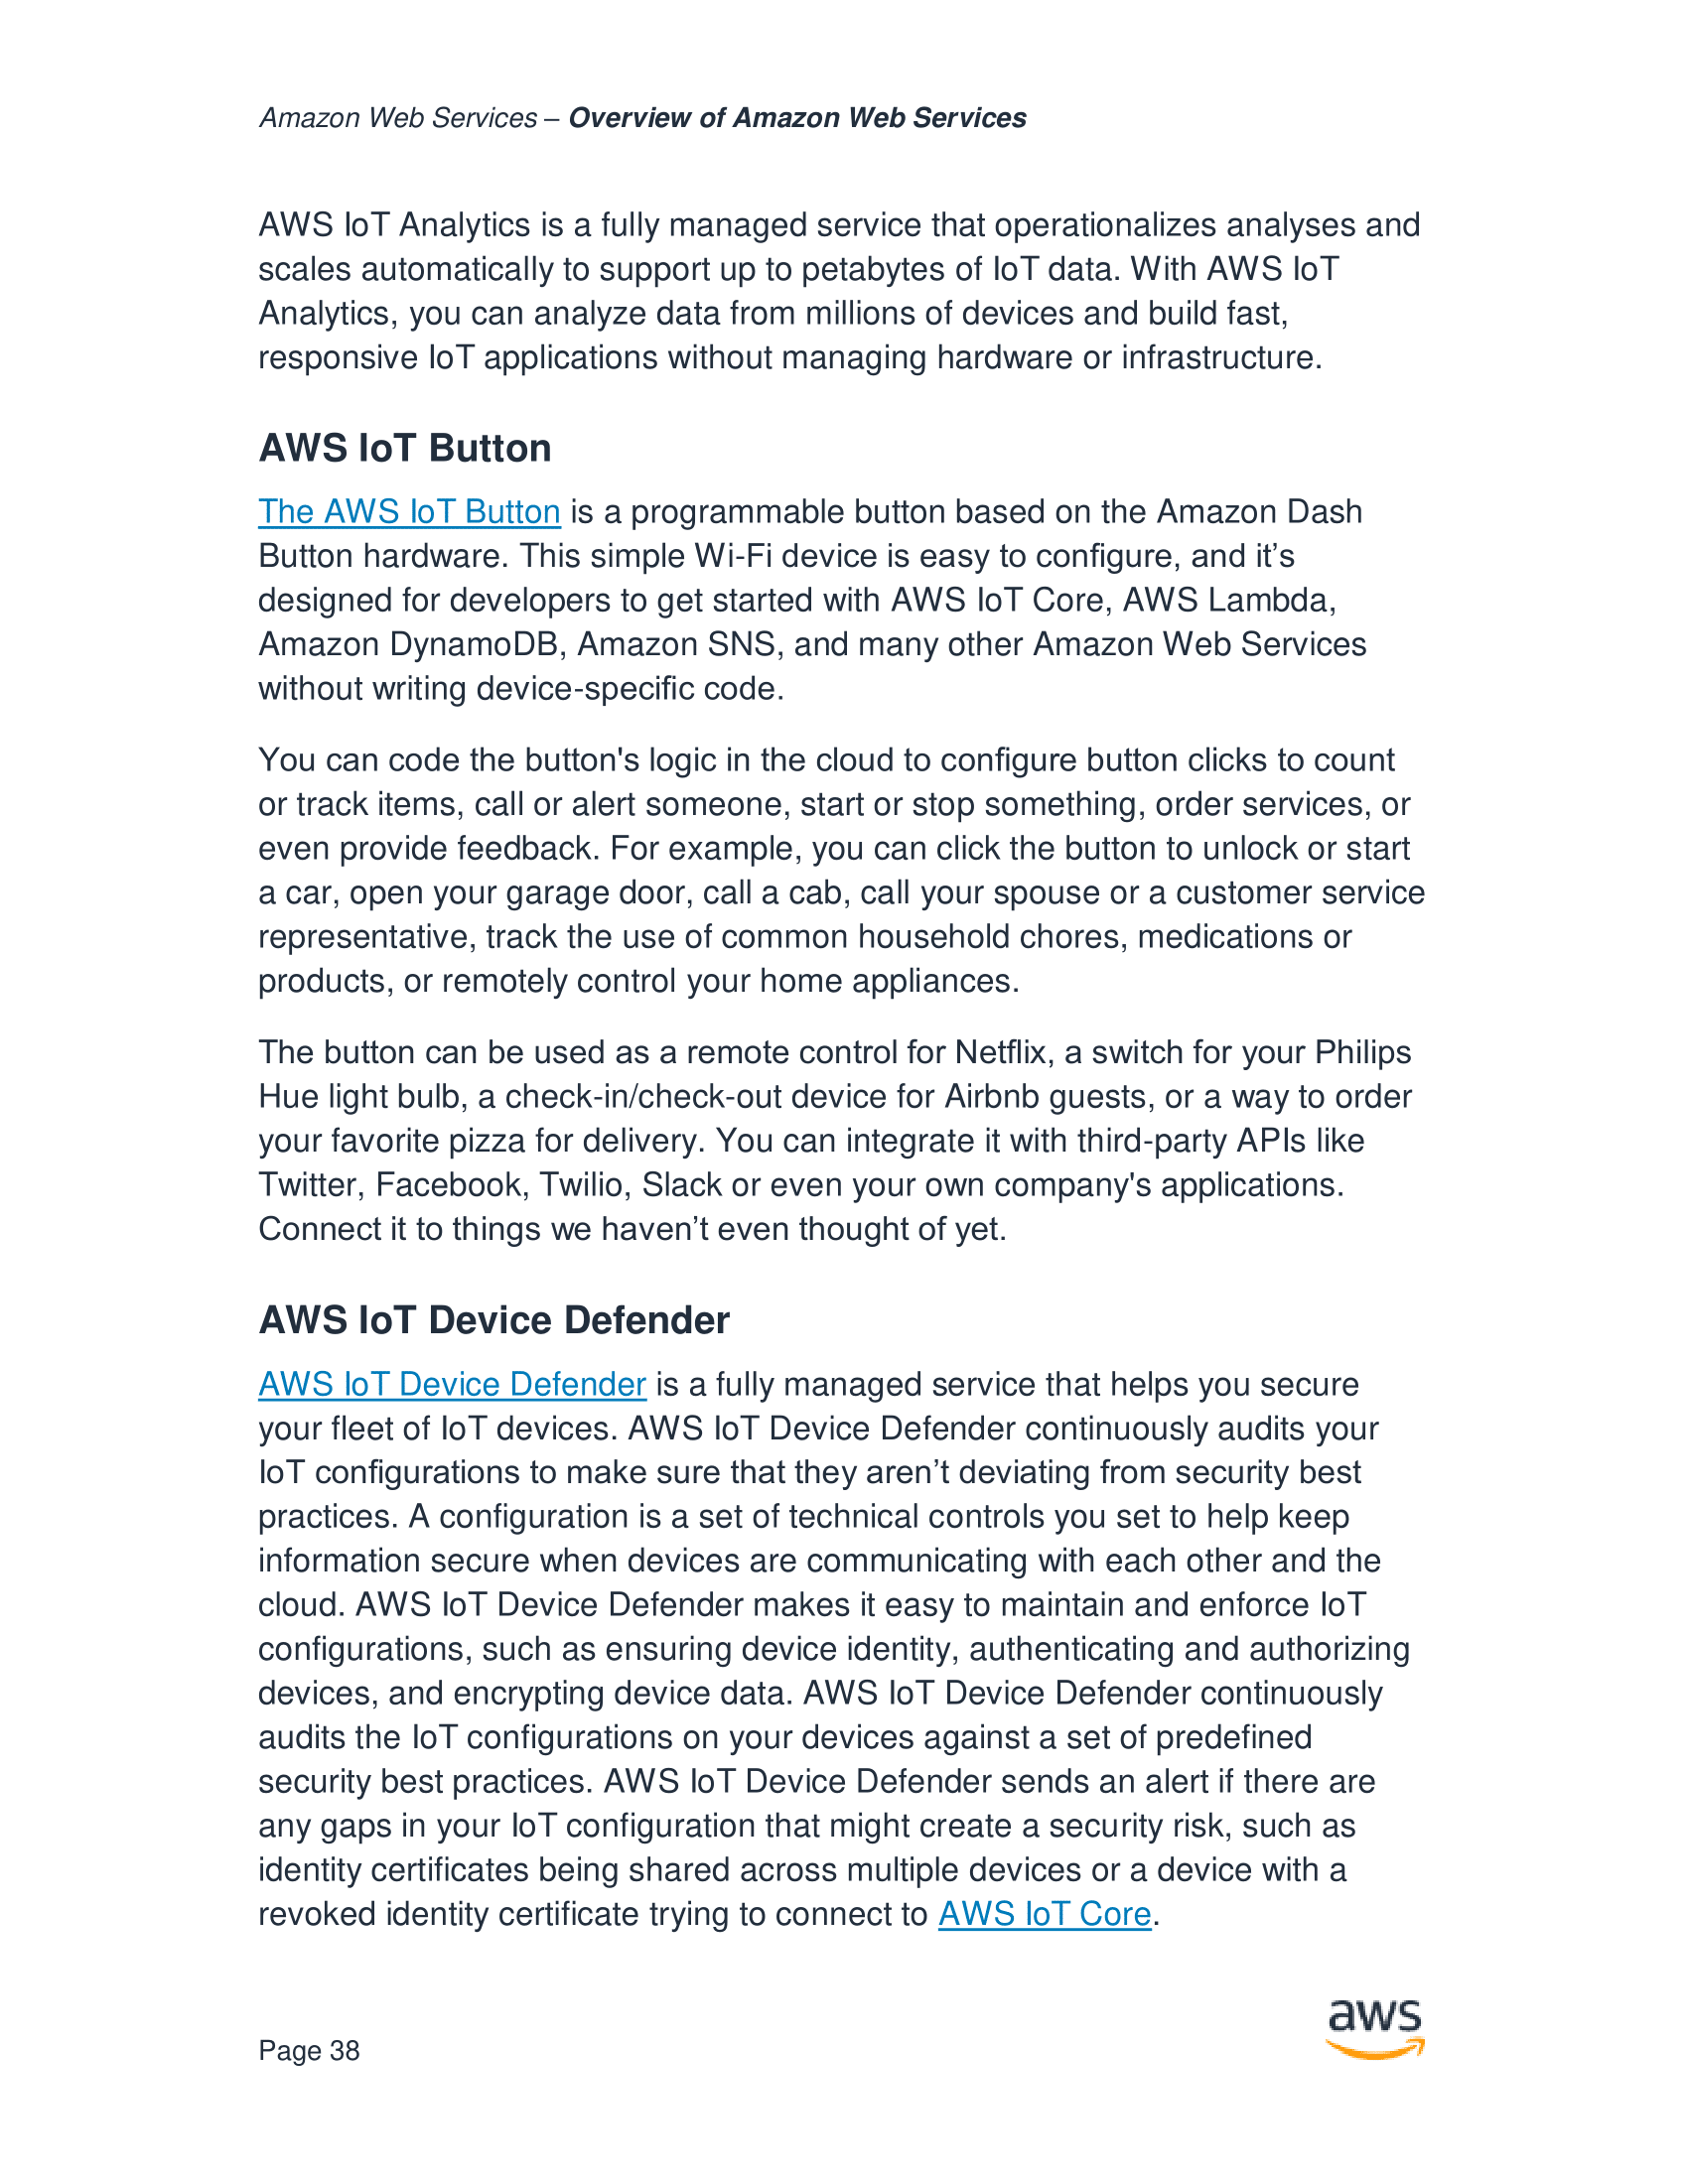 Amazon Web Services – Overview of Amazon Web Services
AWS IoT Analytics is a fully managed service that operationalizes analyses and
scales automatically to support up to petabytes of IoT data. With AWS IoT
Analytics, you can analyze data from millions of devices and build fast,
responsive IoT applications without managing hardware or infrastructure.
AWS IoT Button
The AWS IoT Button is a programmable button based on the Amazon Dash
Button hardware. This simple Wi-Fi device is easy to configure, and it’s
designed for developers to get started with AWS IoT Core, AWS Lambda,
Amazon DynamoDB, Amazon SNS, and many other Amazon Web Services
without writing device-specific code.
You can code the button's logic in the cloud to configure button clicks to count
or track items, call or alert someone, start or stop something, order services, or
even provide feedback. For example, you can click the button to unlock or start
a car, open your garage door, call a cab, call your spouse or a customer service
representative, track the use of common household chores, medications or
products, or remotely control your home appliances.
The button can be used as a remote control for Netflix, a switch for your Philips
Hue light bulb, a check-in/check-out device for Airbnb guests, or a way to order
your favorite pizza for delivery. You can integrate it with third-party APIs like
Twitter, Facebook, Twilio, Slack or even your own company's applications.
Connect it to things we haven’t even thought of yet.
AWS IoT Device Defender
AWS IoT Device Defender is a fully managed service that helps you secure
your fleet of IoT devices. AWS IoT Device Defender continuously audits your
IoT configurations to make sure that they aren’t deviating from security best
practices. A configuration is a set of technical controls you set to help keep
information secure when devices are communicating with each other and the
cloud. AWS IoT Device Defender makes it easy to maintain and enforce IoT
configurations, such as ensuring device identity, authenticating and authorizing
devices, and encrypting device data. AWS IoT Device Defender continuously
audits the IoT configurations on your devices against a set of predefined
security best practices. AWS IoT Device Defender sends an alert if there are
any gaps in your IoT configuration that might create a security risk, such as
identity certificates being shared across multiple devices or a device with a
revoked identity certificate trying to connect to AWS IoT Core.
aws
Page 38